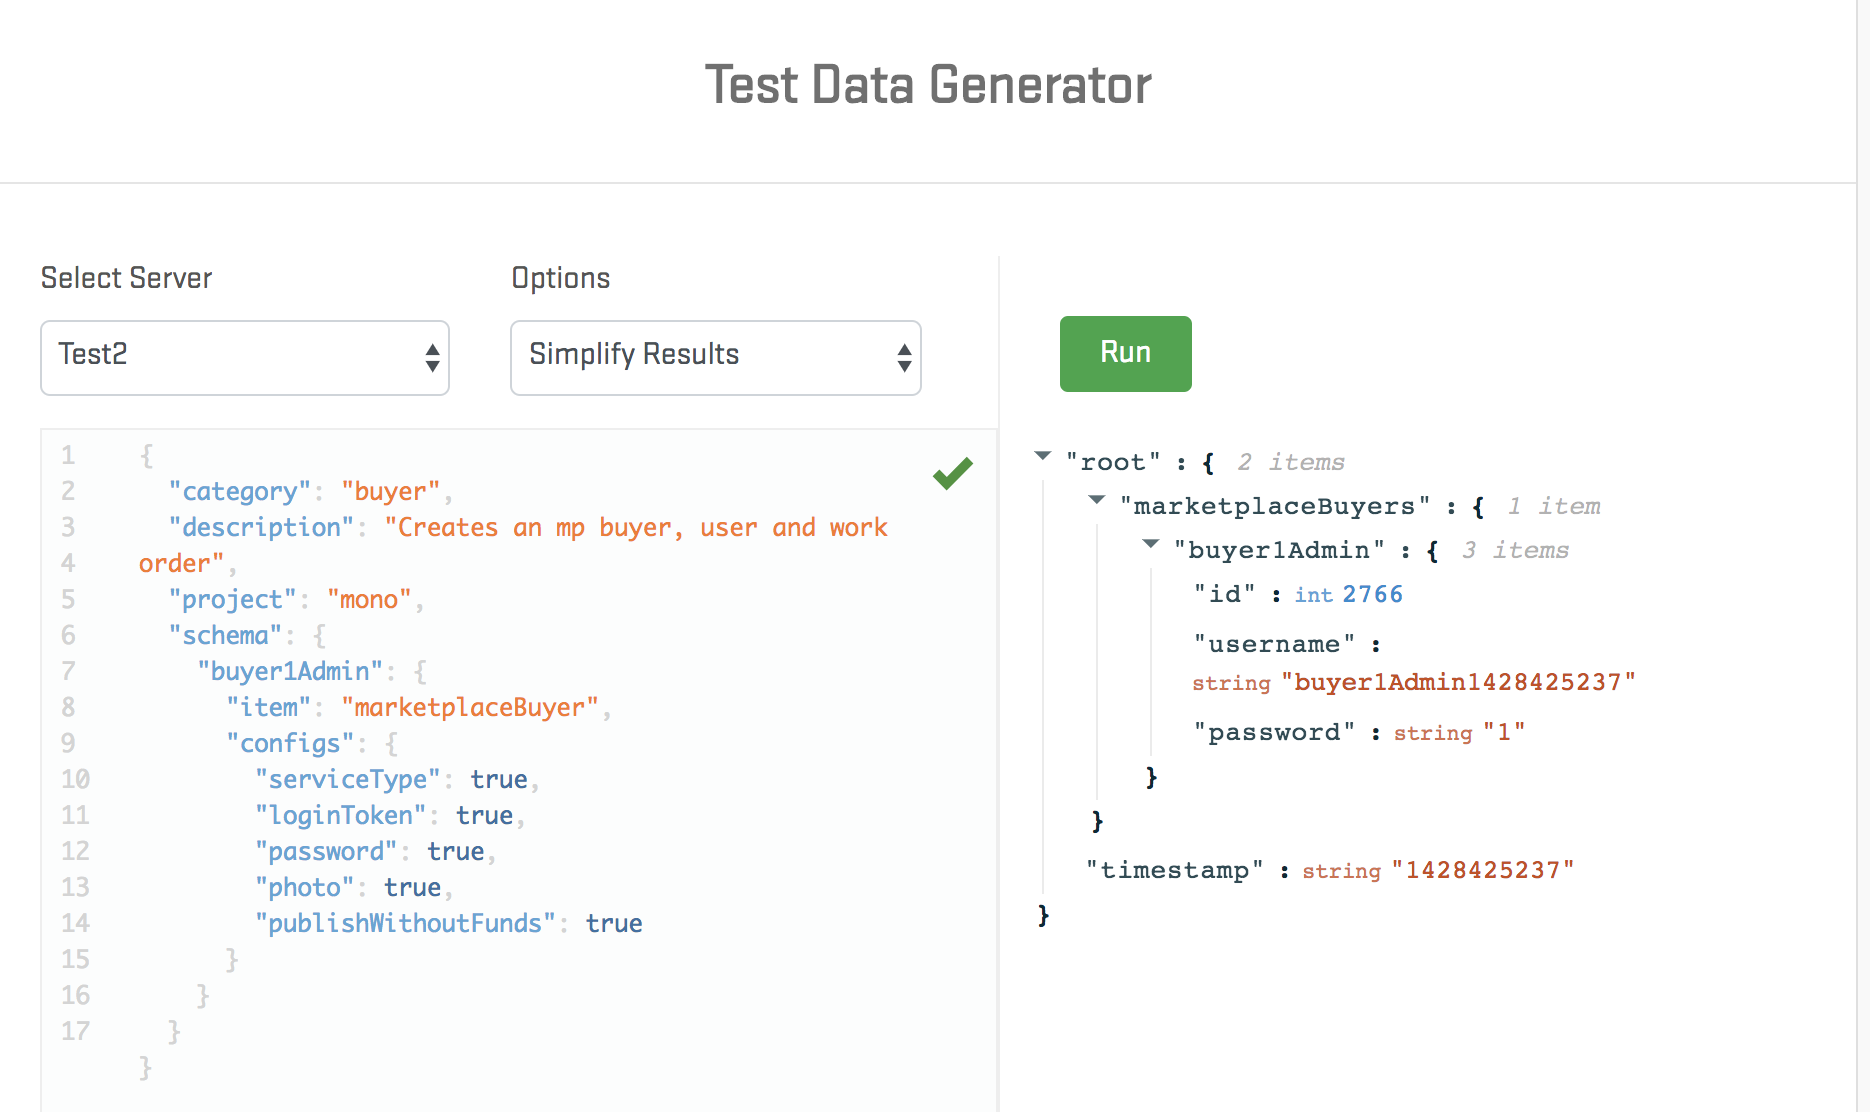 Test Data Generator
Select Server
Options
Test2
Simplify Results
Run
1 {
2 "category": "buyer",
3 "description": "Creates an mp buyer, user and work
4 order",
5 "project": "mono",
6 "schema": {
7 "buyer1Admin": {
8 "item": "marketplaceBuyer",
9 "configs": {
10 "serviceType": true,
11 "loginToken": true,
12 "password": true,
13 "photo": true,
14 "publishWithoutFunds": true
15 }
16 }
17 }
}
"root" : { 2 items
"marketplaceBuyers" : { 1 item
"buyer1Admin" : { 3 items
"id" : int 2766
"username" :
string "buyer1Admin1428425237"
"password" : string "1"
}
}
"timestamp" : string "1428425237"
}